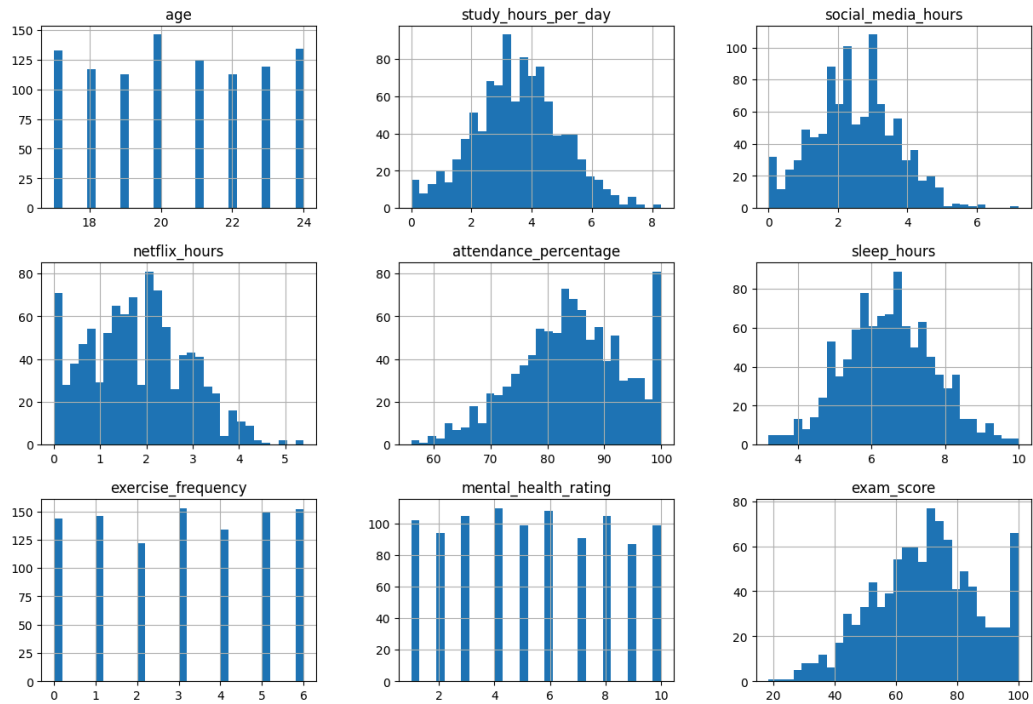 age
150
125
100
75
50
25
0
18 20 22 24
study_hours_per_day
80
60
40
20
0
0 2 4 6 8
social_media_hours
100
80
60
40
20
0
0 2 4 6
netflix_hours
80
60
40
20
0
0 1 2 3 4 5
attendance_percentage
80
60
40
20
0
60 70 80 90 100
sleep_hours
80
60
40
20
0
4 6 8 10
exercise_frequency
150
125
100
75
50
25
0
0 1 2 3 4 5 6
mental_health_rating
100
80
60
40
20
0
2 4 6 8 10
exam_score
80
60
40
20
0
20 40 60 80 100